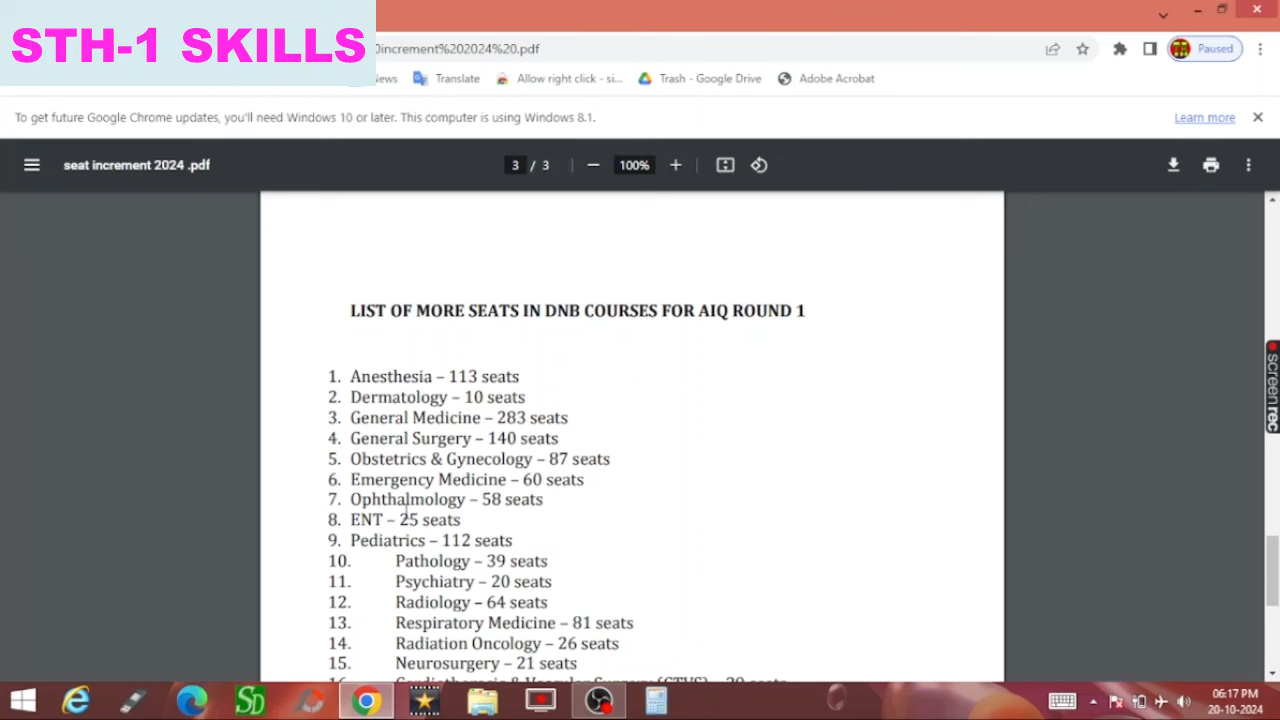 STH-1 SKILLS
0increment%202024%20.pdf
Paused
News
Translate
Allow right click - si...
Trash - Google Drive
Adobe Acrobat
To get future Google Chrome updates, you'll need Windows 10 or later. This computer is using Windows 8.1.
Learn more
seat increment 2024 .pdf
3 / 3
100%
LIST OF MORE SEATS IN DNB COURSES FOR AIQ ROUND 1
1. Anesthesia – 113 seats
2. Dermatology – 10 seats
3. General Medicine – 283 seats
4. General Surgery – 140 seats
5. Obstetrics & Gynecology – 87 seats
6. Emergency Medicine – 60 seats
7. Ophthalmology – 58 seats
8. ENT – 25 seats
9. Pediatrics – 112 seats
10. Pathology – 39 seats
11. Psychiatry – 20 seats
12. Radiology – 64 seats
13. Respiratory Medicine – 81 seats
14. Radiation Oncology – 26 seats
15. Neurosurgery – 21 seats
screenrec
SD
06:17 PM
20-10-2024